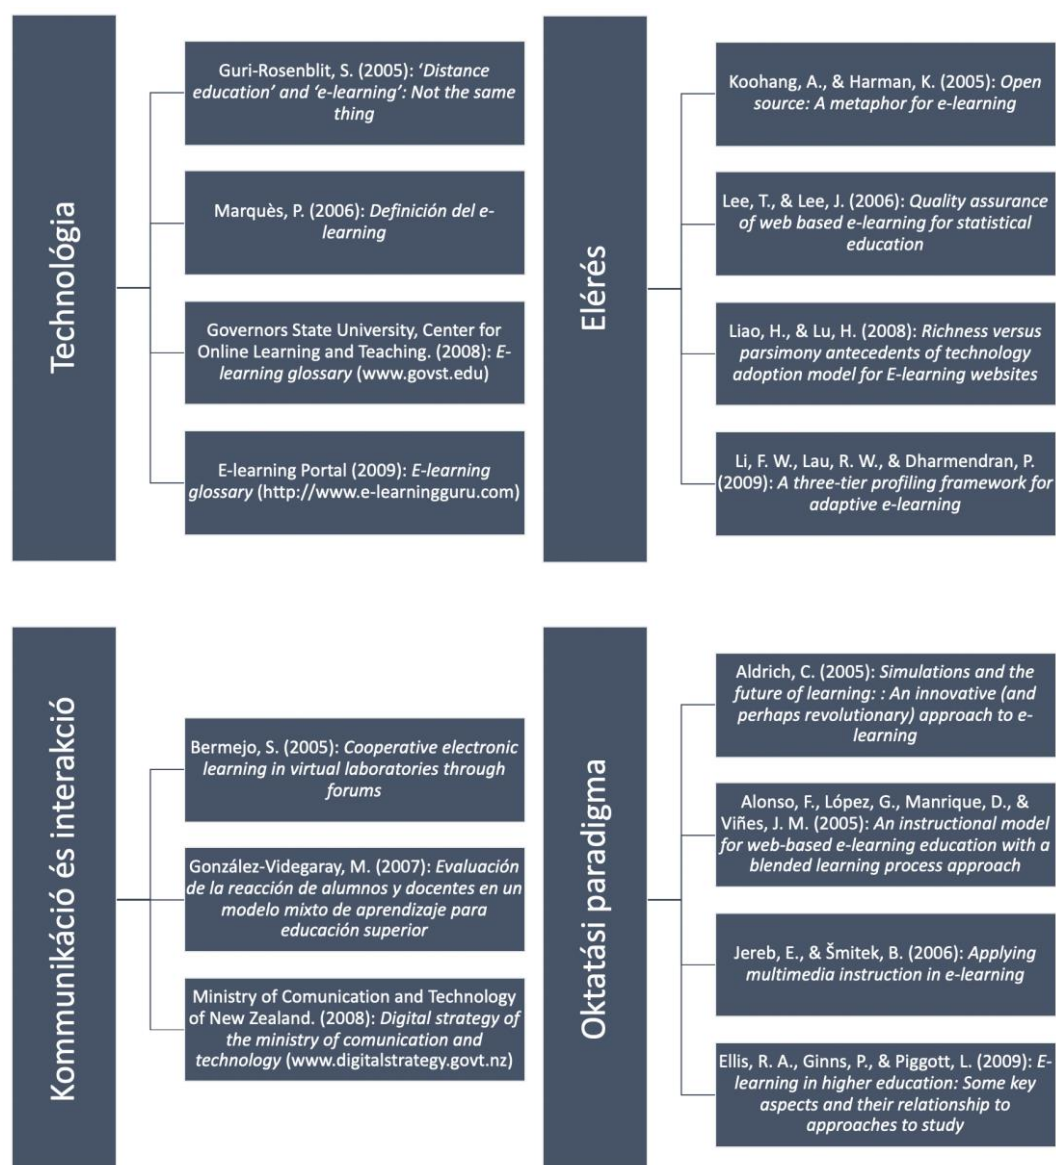 Technológia
Guri-Rosenblit, S. (2005): ‘Distance
education’ and ‘e-learning’: Not the same
thing
Marquès, P. (2006): Definición del e-
learning
Governors State University, Center for
Online Learning and Teaching. (2008): E-
learning glossary (www.govst.edu)
E-learning Portal (2009): E-learning
glossary (http://www.e-learningguru.com)
Elérés
Koohang, A., & Harman, K. (2005): Open
source: A metaphor for e-learning
Lee, T., & Lee, J. (2006): Quality assurance
of web based e-learning for statistical
education
Liao, H., & Lu, H. (2008): Richness versus
parsimony antecedents of technology
adoption model for E-learning websites
Li, F. W., Lau, R. W., & Dharmendran, P.
(2009): A three-tier profiling framework for
adaptive e-learning
Kommunikáció és interakció
Bermejo, S. (2005): Cooperative electronic
learning in virtual laboratories through
forums
González-Videgaray, M. (2007): Evaluación
de la reacción de alumnos y docentes en un
modelo mixto de aprendizaje para
educación superior
Ministry of Comunication and Technology
of New Zealand. (2008): Digital strategy of
the ministry of comunication and
technology (www.digitalstrategy.govt.nz)
Oktatási paradigma
Aldrich, C. (2005): Simulations and the
future of learning: : An innovative (and
perhaps revolutionary) approach to e-
learning
Alonso, F., López, G., Manrique, D., &
Viñes, J. M. (2005): An instructional model
for web-based e-learning education with a
blended learning process approach
Jereb, E., & Šmitek, B. (2006): Applying
multimedia instruction in e-learning
Ellis, R. A., Ginns, P., & Piggott, L. (2009): E-
learning in higher education: Some key
aspects and their relationship to
approaches to study